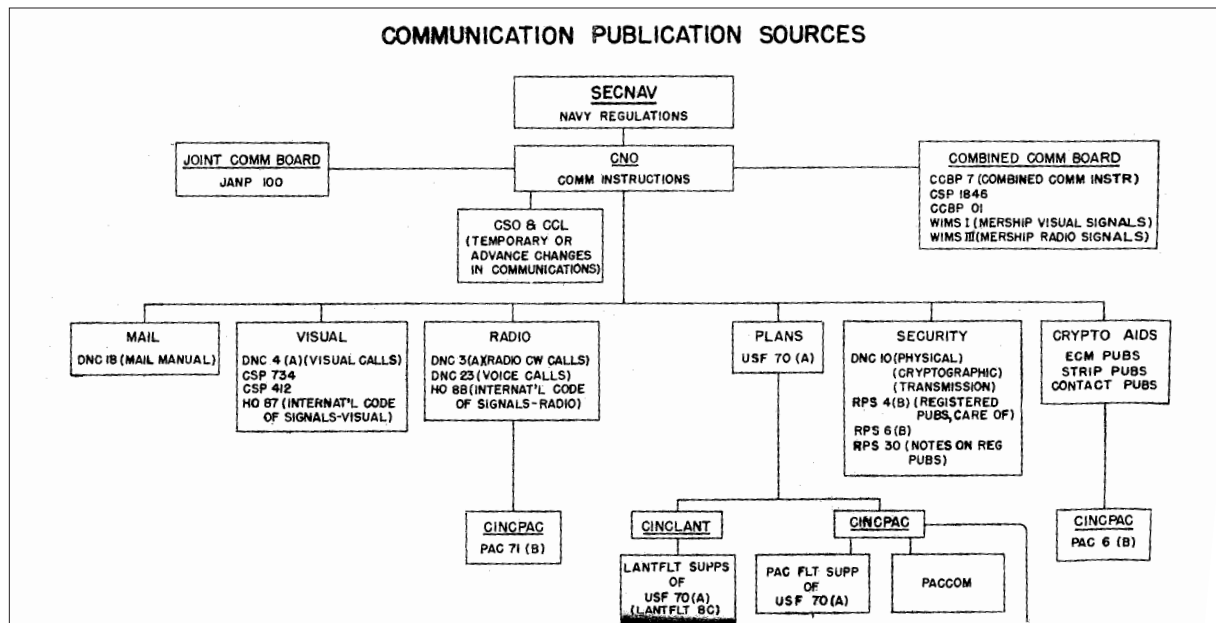 COMMUNICATION PUBLICATION SOURCES
SECNAV
NAVY REGULATIONS
JOINT COMM BOARD
JANP 100
CNO
COMM INSTRUCTIONS
COMBINED COMM BOARD
CCBP 7 (COMBINED COMM INSTR)
CSP 1846
CCBP 01
WIMS I (MERSHIP VISUAL SIGNALS)
WIMS III (MERSHIP RADIO SIGNALS)
CSO & CCL
(TEMPORARY OR
ADVANCE CHANGES
IN COMMUNICATIONS)
MAIL
DNC 18 (MAIL MANUAL)
VISUAL
DNC 4 (A) (VISUAL CALLS)
CSP 734
CSP 412
HO 87 (INTERNAT'L CODE
OF SIGNALS-VISUAL)
RADIO
DNC 3(A)(RADIO CW CALLS)
DNC 23 (VOICE CALLS)
HO 88 (INTERNAT'L CODE
OF SIGNALS-RADIO)
PLANS
USF 70 (A)
SECURITY
DNC 10 (PHYSICAL)
(CRYPTOGRAPHIC)
(TRANSMISSION)
RPS 4(B) (REGISTERED
PUBS, CARE OF)
RPS 6 (B)
RPS 30 (NOTES ON REG
PUBS)
CRYPTO AIDS
ECM PUBS
STRIP PUBS
CONTACT PUBS
CINCPAC
PAC 71 (B)
CINCLANT
CINCPAC
CINCPAC
PAC 6 (B)
LANTFLT SUPPS
OF
USF 70 (A)
(LANTFLT 8C)
PAC FLT SUPP
OF
USF 70(A)
PACCOM